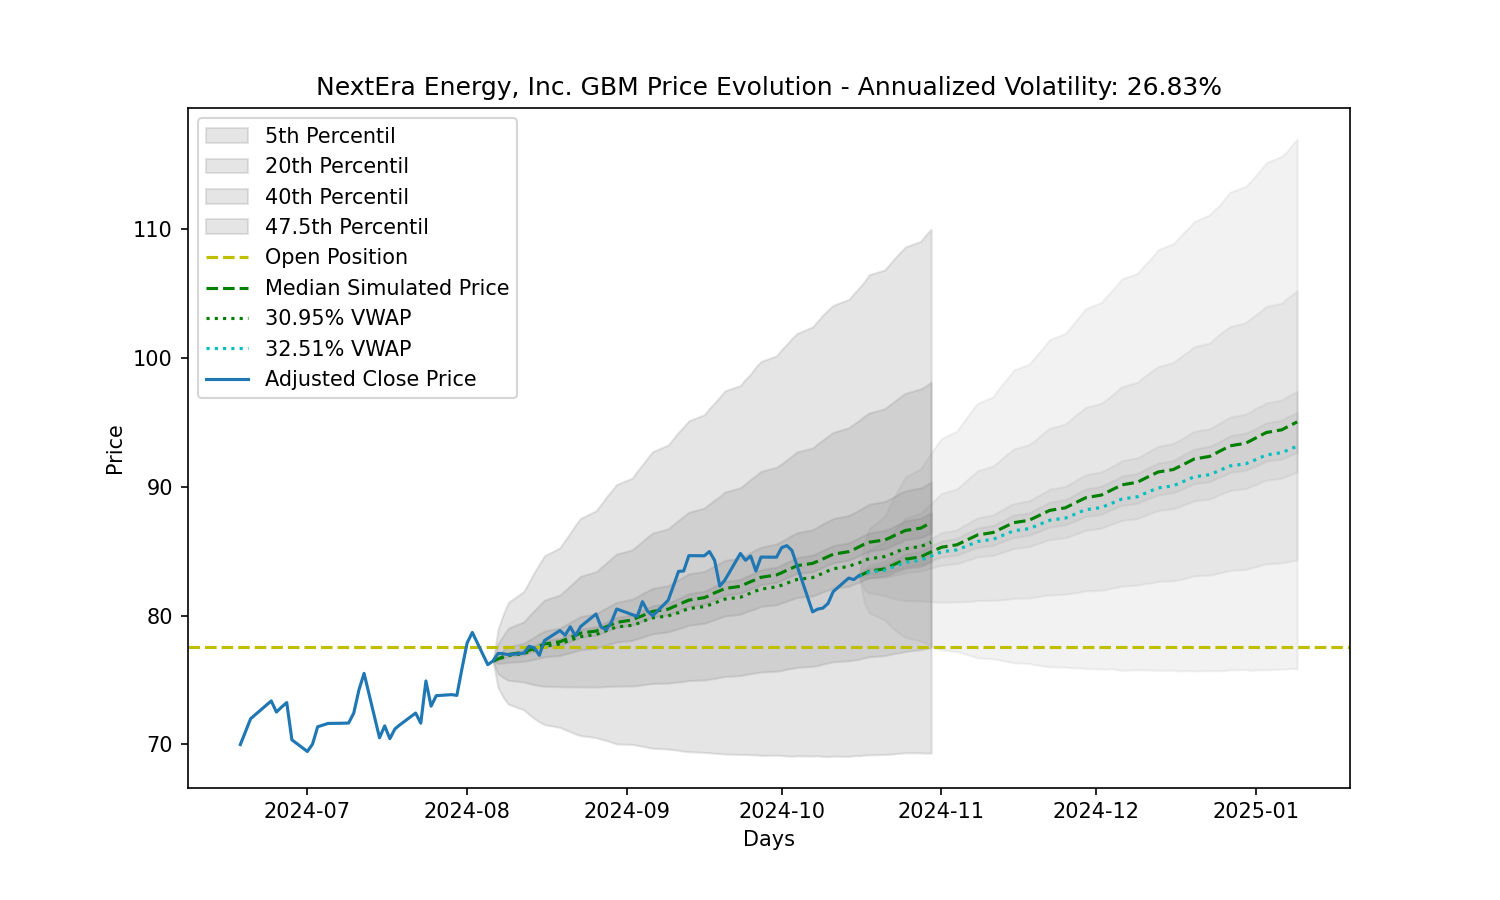 NextEra Energy, Inc. GBM Price Evolution - Annualized Volatility: 26.83%
5th Percentil
20th Percentil
40th Percentil
47.5th Percentil
Open Position
Median Simulated Price
30.95% VWAP
32.51% VWAP
Adjusted Close Price
Price
110
100
90
80
70
2024-07
2024-08
2024-09
2024-10
2024-11
2024-12
2025-01
Days